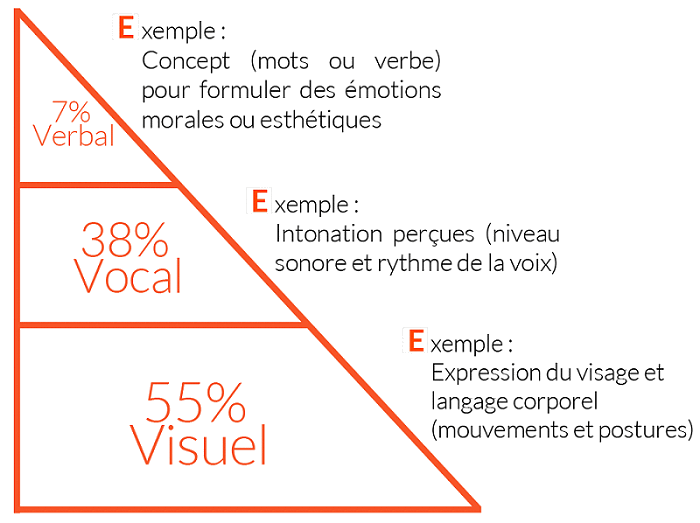 7%
Verbal
Exemple :
Concept (mots ou verbe)
pour formuler des émotions
morales ou esthétiques
38%
Vocal
Exemple :
Intonation perçues (niveau
sonore et rythme de la voix)
55%
Visuel
Exemple :
Expression du visage et
langage corporel
(mouvements et postures)